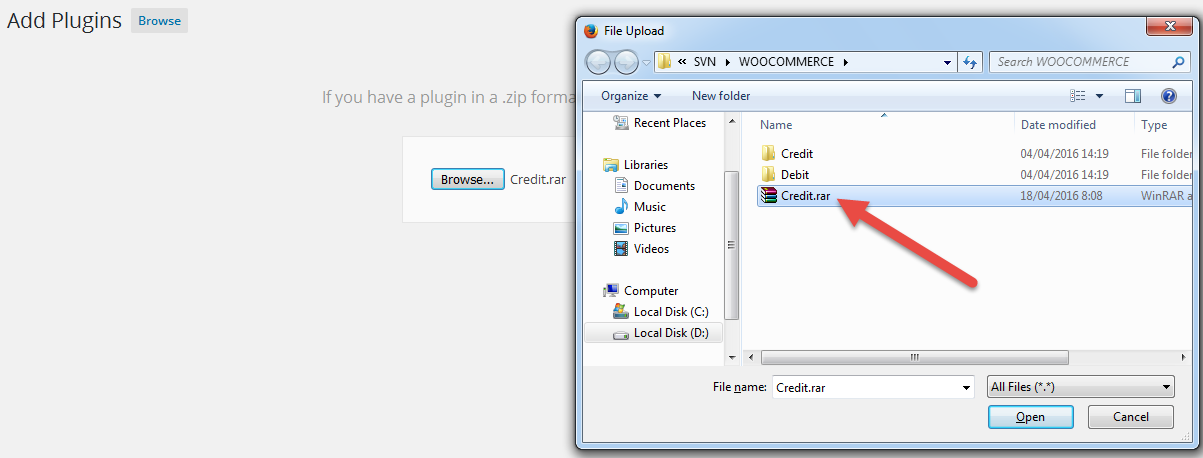 Add Plugins Browse
If you have a plugin in a .zip forma
Browse... Credit.rar
File Upload
« SVN WOOCOMMERCE
Search WOOCOMMERCE
Organize New folder
Recent Places
Libraries
Documents
Music
Pictures
Videos
Computer
Local Disk (C:)
Local Disk (D:)
Name Date modified Type
Credit 04/04/2016 14:19 File folder
Debit 04/04/2016 14:19 File folder
Credit.rar 18/04/2016 8:08 WinRAR a
File name: Credit.rar All Files (*.*)
Open Cancel